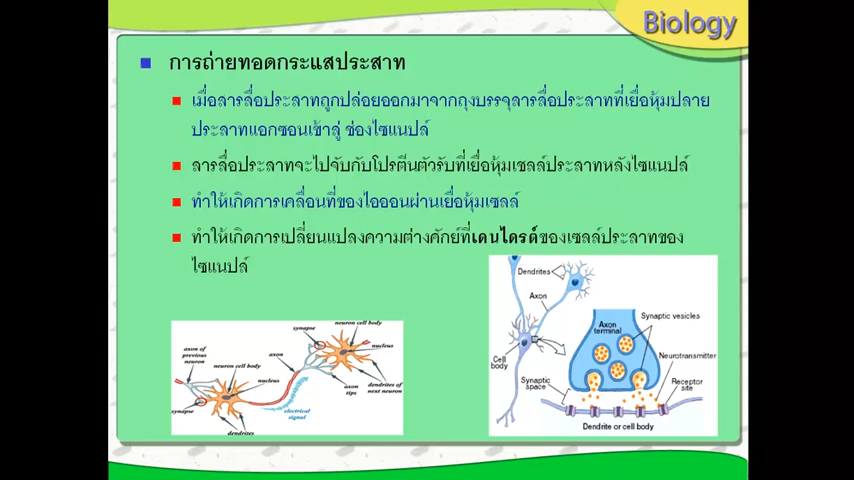 Biology
การถ่ายทอดกระแสประสาท
เมื่อสารสื่อประสาทถูกปล่อยออกมาจากถุงบรรจุสารสื่อประสาทที่เยื่อหุ้มปลาย
ประสาทแอกซอนเข้าสู่ ช่องไซแนปส์
สารสื่อประสาทจะไปจับกับโปรตีนตัวรับที่เยื่อหุ้มเซลล์ประสาทหลังไซแนปส์
ทำให้เกิดการเคลื่อนที่ของไอออนผ่านเยื่อหุ้มเซลล์
ทำให้เกิดการเปลี่ยนแปลงความต่างศักย์ที่เดนไดรต์ของเซลล์ประสาทของ
ไซแนปส์
axon of
previous
neuron
neuron cell body
nucleus
synapse
dendrites
axon
synapse
neuron cell body
nucleus
axon
tips
dendrites of
next neuron
electrical
signal
Dendrites
Axon
Cell
body
Synaptic
space
Axon
terminal
Synaptic vesicles
Neurotransmitter
Receptor
site
Dendrite or cell body